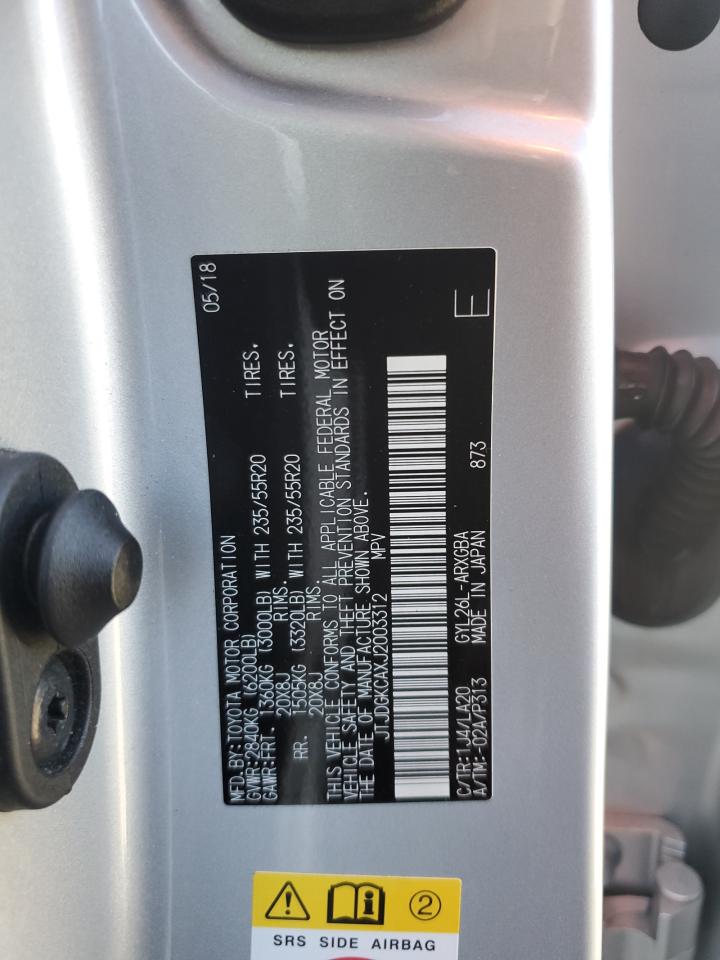 MFD.BY:TOYOTA MOTOR CORPORATION 05/18
GVWR:2840KG (6200LB)
GAWR:FRT. 1360KG (3000LB) WITH 235/55R20 TIRES.
20X8J RIMS.
RR. 1505KG (3320LB) WITH 235/55R20 TIRES.
20X8J RIMS.
THIS VEHICLE CONFORMS TO ALL APPLICABLE FEDERAL MOTOR
VEHICLE SAFETY AND THEFT PREVENTION STANDARDS IN EFFECT ON
THE DATE OF MANUFACTURE SHOWN ABOVE.
JTJDGKCAXJ2003312 MPV
C/TR:1J4/LA20 GYL26L-ARXGBA E
A/TM:-02A/P313 MADE IN JAPAN 873
2
SRS SIDE AIRBAG